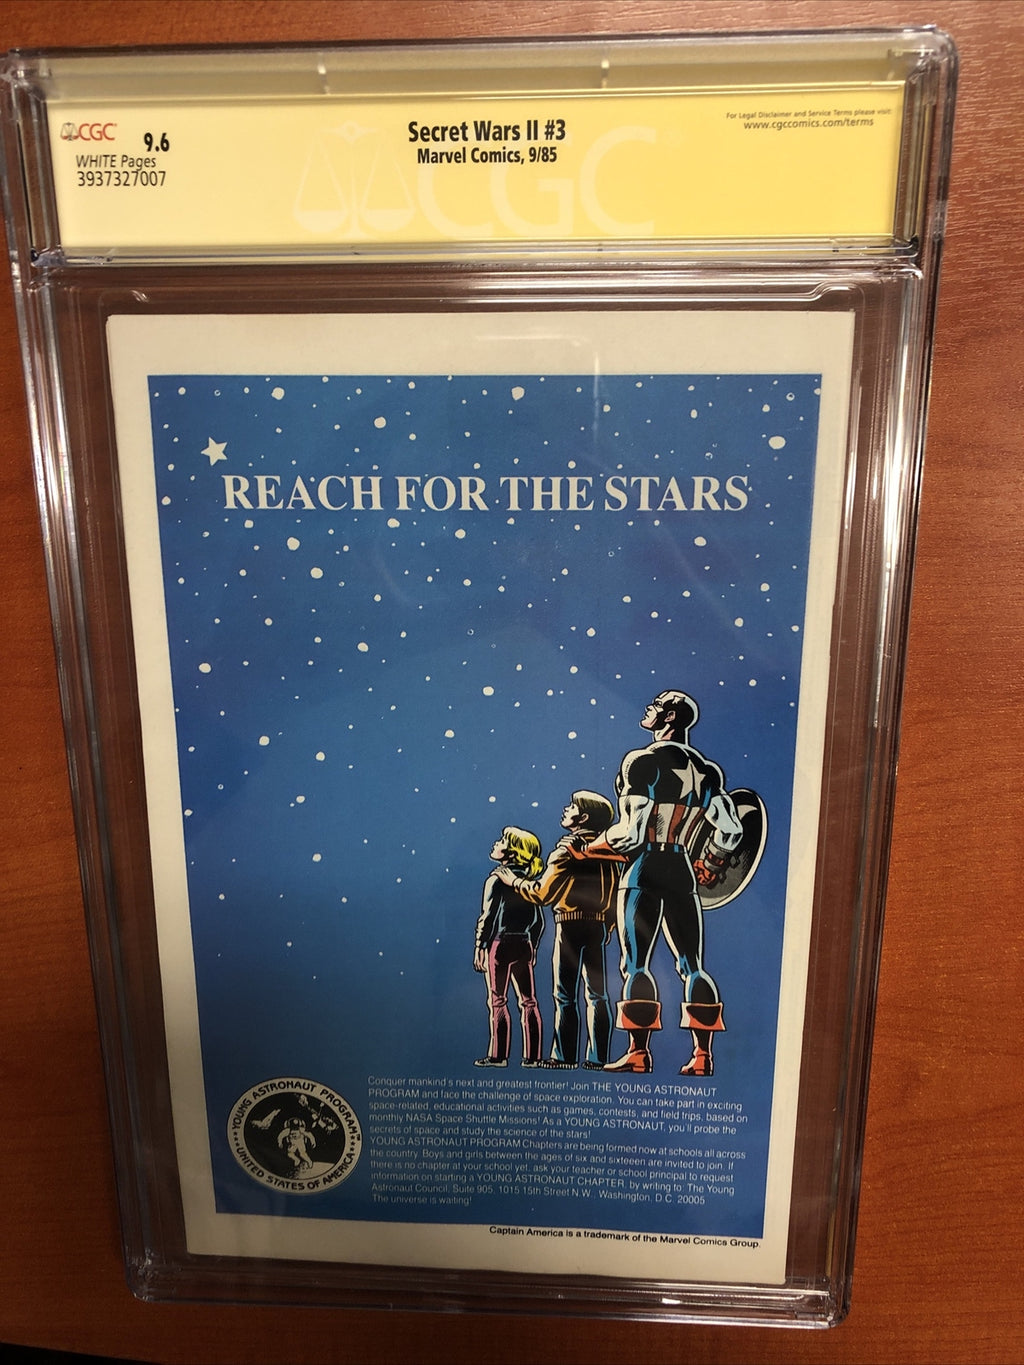 CGC
9.6
WHITE Pages
3937327007
Secret Wars II #3
Marvel Comics, 9/85
For Legal Disclaimer and Service Terms please visit:
www.cgccomics.com/terms
CGC
REACH FOR THE STARS
Conquer mankind's next and greatest frontier! Join THE YOUNG ASTRONAUT
PROGRAM and face the challenge of space exploration. You can take part in exciting
space-related, educational activities such as games, contests, and field trips, based on
monthly NASA Space Shuttle Missions! As a YOUNG ASTRONAUT, you'll probe the
secrets of space and study the science of the stars!
YOUNG ASTRONAUT PROGRAM Chapters are being formed now at schools all across
the country. Boys and girls between the ages of six and sixteeen are invited to join. If
there is no chapter at your school yet, ask your teacher or school principal to request
information on starting a YOUNG ASTRONAUT CHAPTER, by writing to: The Young
Astronaut Council, Suite 905, 1015 15th Street N.W., Washington, D.C. 20005
The universe is waiting!
YOUNG ASTRONAUT PROGRAM™
UNITED STATES OF AMERICA
Captain America is a trademark of the Marvel Comics Group.